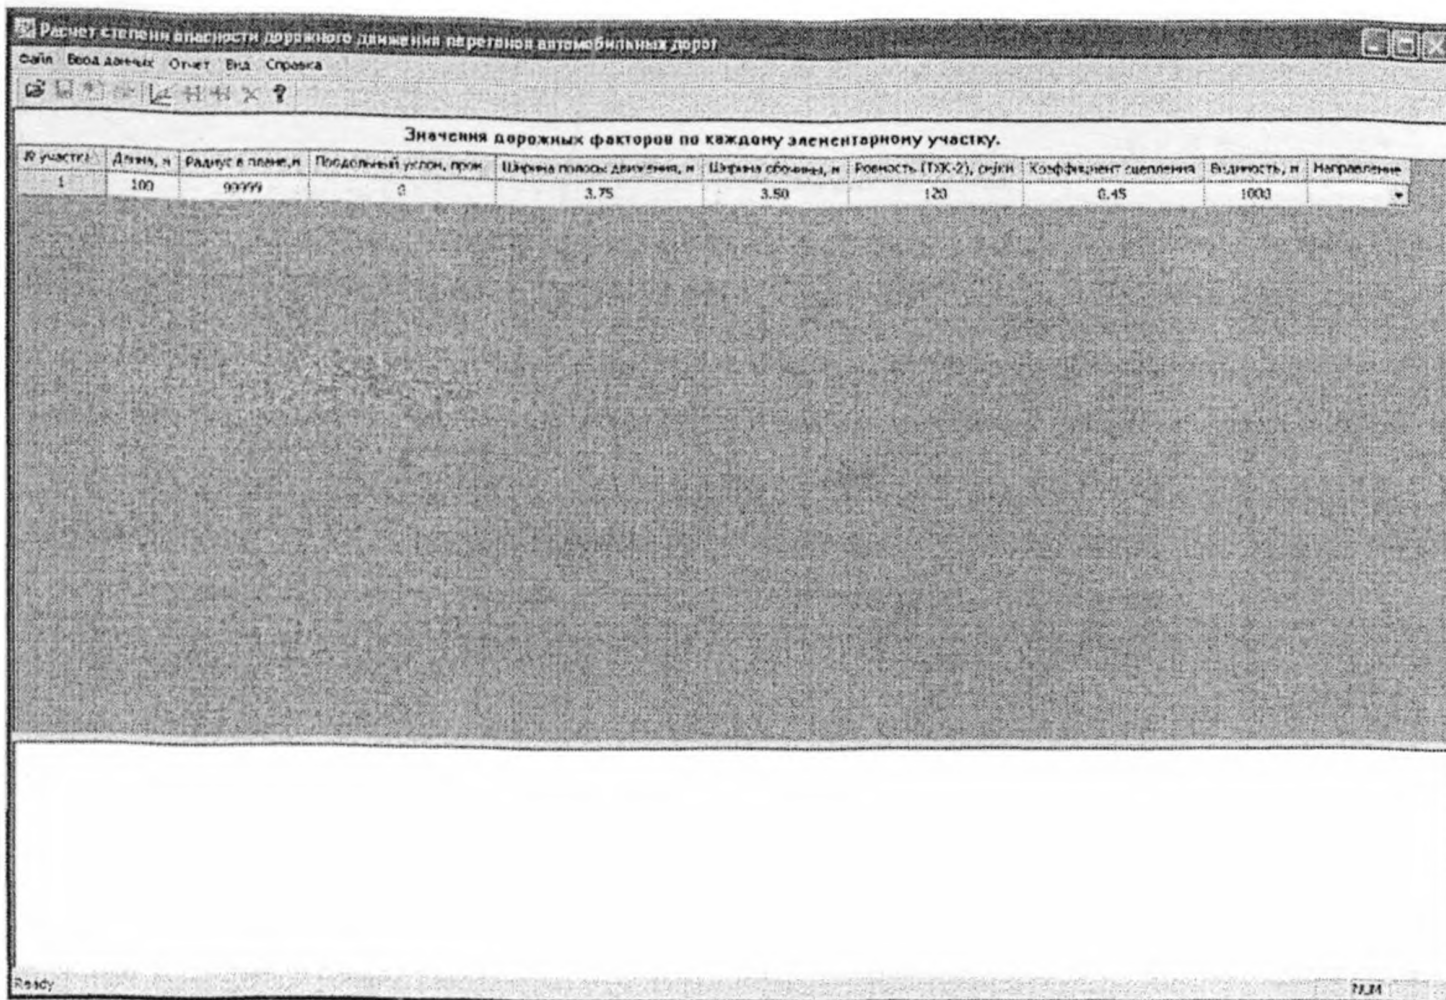 Расчет степени опасности дорожного движения перегонов автомобильных дорог
Файл Ввод данных Отчет Вид Справка
Значения дорожных факторов по каждому элементарному участку.
N участка Длина, м Радиус в плане,м Продольный уклон, пром Ширина полосы движения, м Ширина обочины, м Ровность (ТХК-2), см/км Коэффициент сцепления Видимость, м Направление
1 100 99999 0 3.75 3.50 120 0.45 1000
Ready NUM